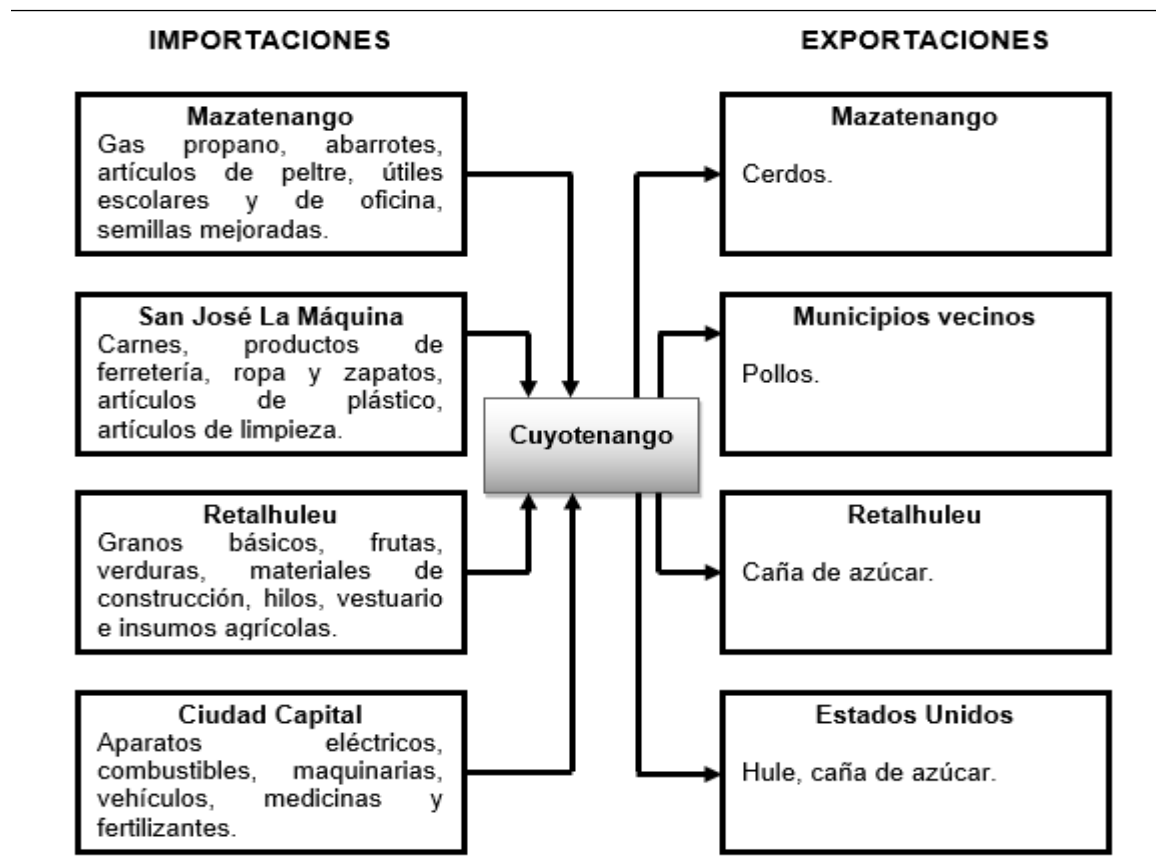 IMPORTACIONES
EXPORTACIONES
Mazatenango
Gas propano, abarrotes,
artículos de peltre, útiles
escolares y de oficina,
semillas mejoradas.
San José La Máquina
Carnes, productos de
ferretería, ropa y zapatos,
artículos de plástico,
artículos de limpieza.
Retalhuleu
Granos básicos, frutas,
verduras, materiales de
construcción, hilos, vestuario
e insumos agrícolas.
Ciudad Capital
Aparatos eléctricos,
combustibles, maquinarias,
vehículos, medicinas y
fertilizantes.
Cuyotenango
Mazatenango
Cerdos.
Municipios vecinos
Pollos.
Retalhuleu
Caña de azúcar.
Estados Unidos
Hule, caña de azúcar.